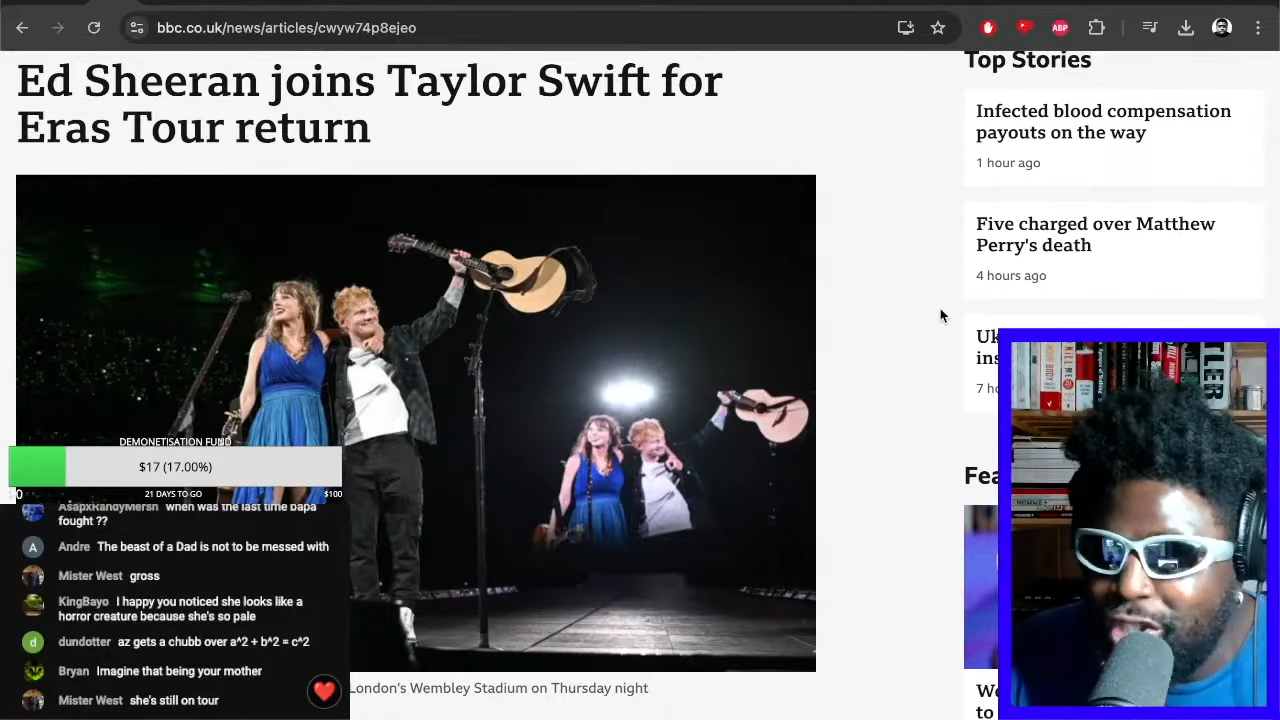 bbc.co.uk/news/articles/cwyw74p8ejeo
ABP
Ed Sheeran joins Taylor Swift for
Eras Tour return
Top Stories
Infected blood compensation
payouts on the way
1 hour ago
Five charged over Matthew
Perry's death
4 hours ago
DEMONETISATION FUND
$17 (17.00%)
21 DAYS TO GO
$100
AsapxRandyMersn when was the last time bapa
fought ??
A
Andre The beast of a Dad is not to be messed with
Mister West gross
KingBayo I happy you noticed she looks like a
horror creature because she's so pale
d
dundotter az gets a chubb over a^2 + b^2 = c^2
Bryan Imagine that being your mother
Mister West she's still on tour
London's Wembley Stadium on Thursday night
KILL ME